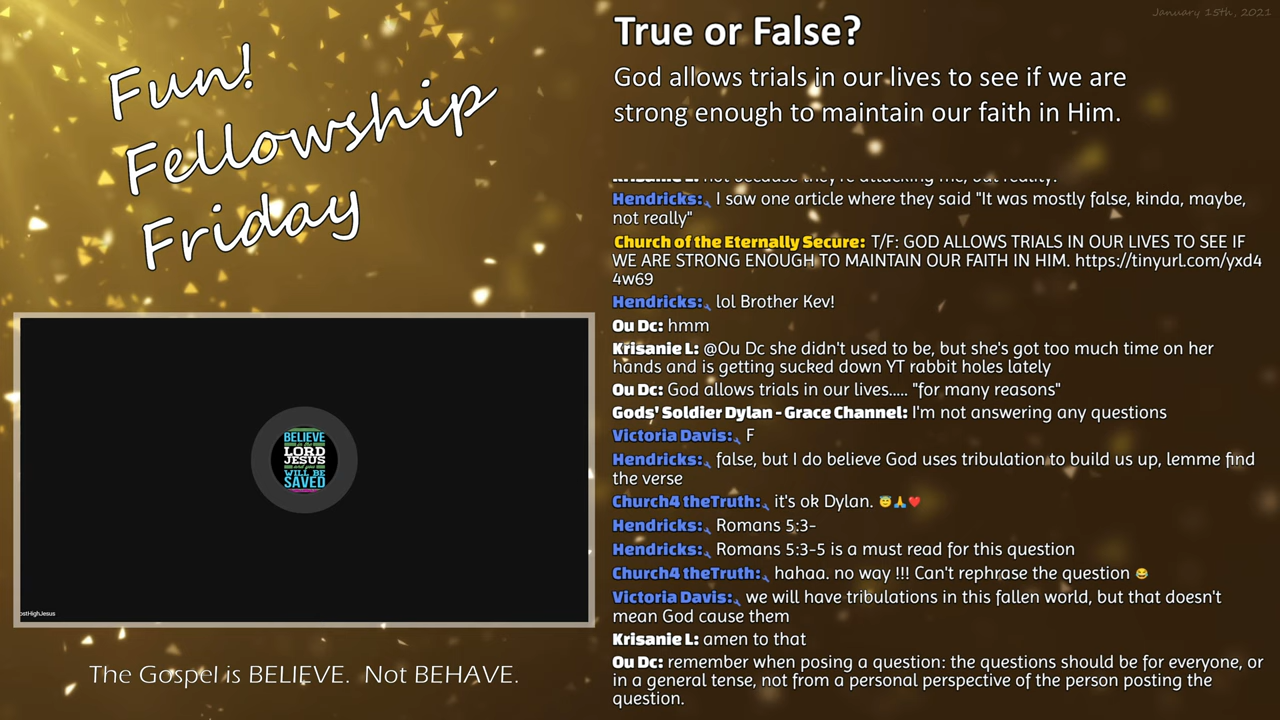 January 15th, 2021
Fun!
Fellowship
Friday
True or False?
God allows trials in our lives to see if we are
strong enough to maintain our faith in Him.
Krisanie L: not because they're attacking me, but really?
Hendricks: I saw one article where they said "It was mostly false, kinda, maybe,
not really"
Church of the Eternally Secure: T/F: GOD ALLOWS TRIALS IN OUR LIVES TO SEE IF
WE ARE STRONG ENOUGH TO MAINTAIN OUR FAITH IN HIM. https://tinyurl.com/yxd4
4w69
Hendricks: lol Brother Kev!
Ou Dc: hmm
Krisanie L: @Ou Dc she didn't used to be, but she's got too much time on her
hands and is getting sucked down YT rabbit holes lately
Ou Dc: God allows trials in our lives..... "for many reasons"
Gods' Soldier Dylan - Grace Channel: I'm not answering any questions
Victoria Davis: F
Hendricks: false, but I do believe God uses tribulation to build us up, lemme find
the verse
Church4 theTruth: it's ok Dylan. 😇🙏❤️
Hendricks: Romans 5:3-
Hendricks: Romans 5:3-5 is a must read for this question
Church4 theTruth: hahaa. no way !!! Can't rephrase the question 😂
Victoria Davis: we will have tribulations in this fallen world, but that doesn't
mean God cause them
Krisanie L: amen to that
Ou Dc: remember when posing a question: the questions should be for everyone, or
in a general tense, not from a personal perspective of the person posting the
question.
BELIEVE
LORD
JESUS
WILL BE
SAVED
ostHighJesus
The Gospel is BELIEVE. Not BEHAVE.